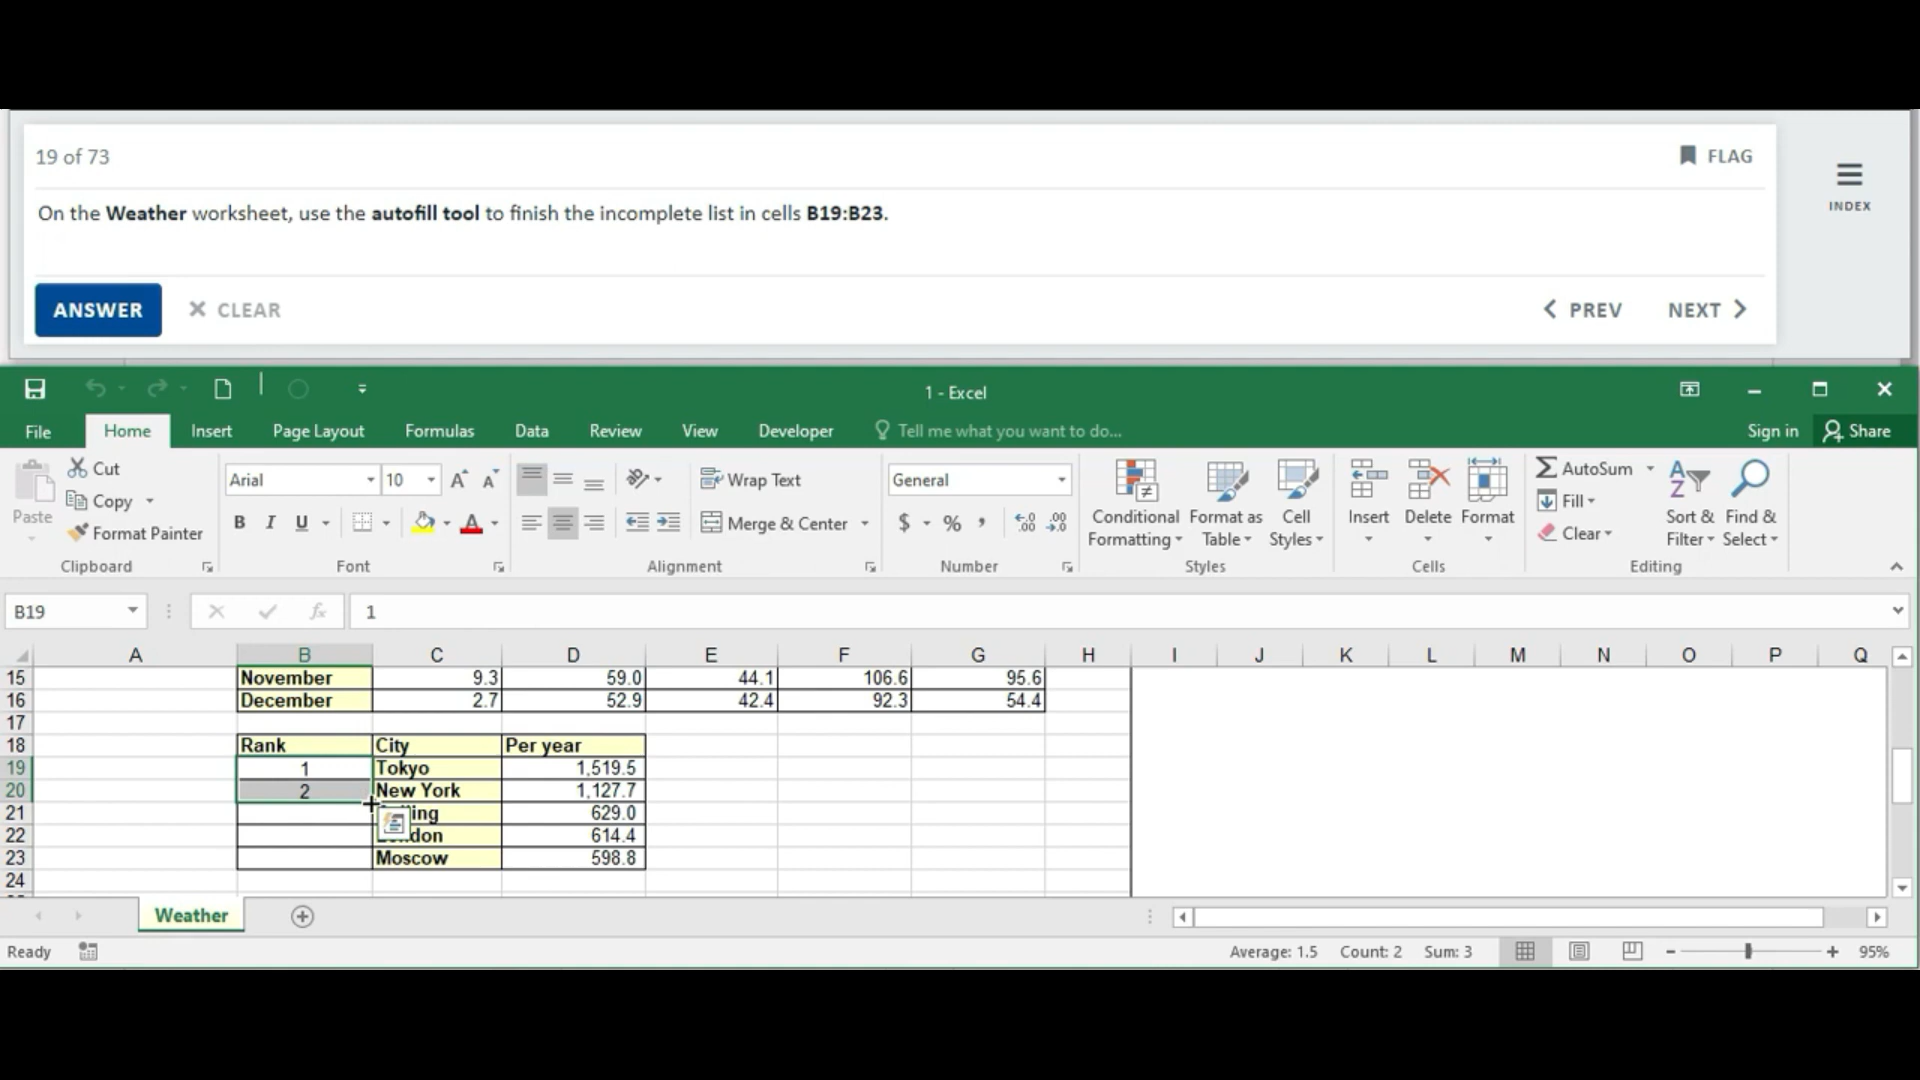 19 of 73
FLAG
INDEX
On the Weather worksheet, use the autofill tool to finish the incomplete list in cells B19:B23.
ANSWER
CLEAR
PREV
NEXT
1 - Excel
File
Home
Insert
Page Layout
Formulas
Data
Review
View
Developer
Tell me what you want to do...
Sign in
Share
Paste
Cut
Copy
Format Painter
Clipboard
Arial
10
B I U
Font
Wrap Text
Merge & Center
Alignment
General
$ % ,
Number
Conditional
Formatting
Format as
Table
Cell
Styles
Styles
Insert
Delete
Format
Cells
AutoSum
Fill
Clear
Sort &
Filter
Find &
Select
Editing
B19
fx
1
A B C D E F G H I J K L M N O P Q
15 November 9.3 59.0 44.1 106.6 95.6
16 December 2.7 52.9 42.4 92.3 54.4
17
18 Rank City Per year
19 1 Tokyo 1,519.5
20 2 New York 1,127.7
21 629.0
22 614.4
23 Moscow 598.8
24
Weather
Ready
Average: 1.5
Count: 2
Sum: 3
95%